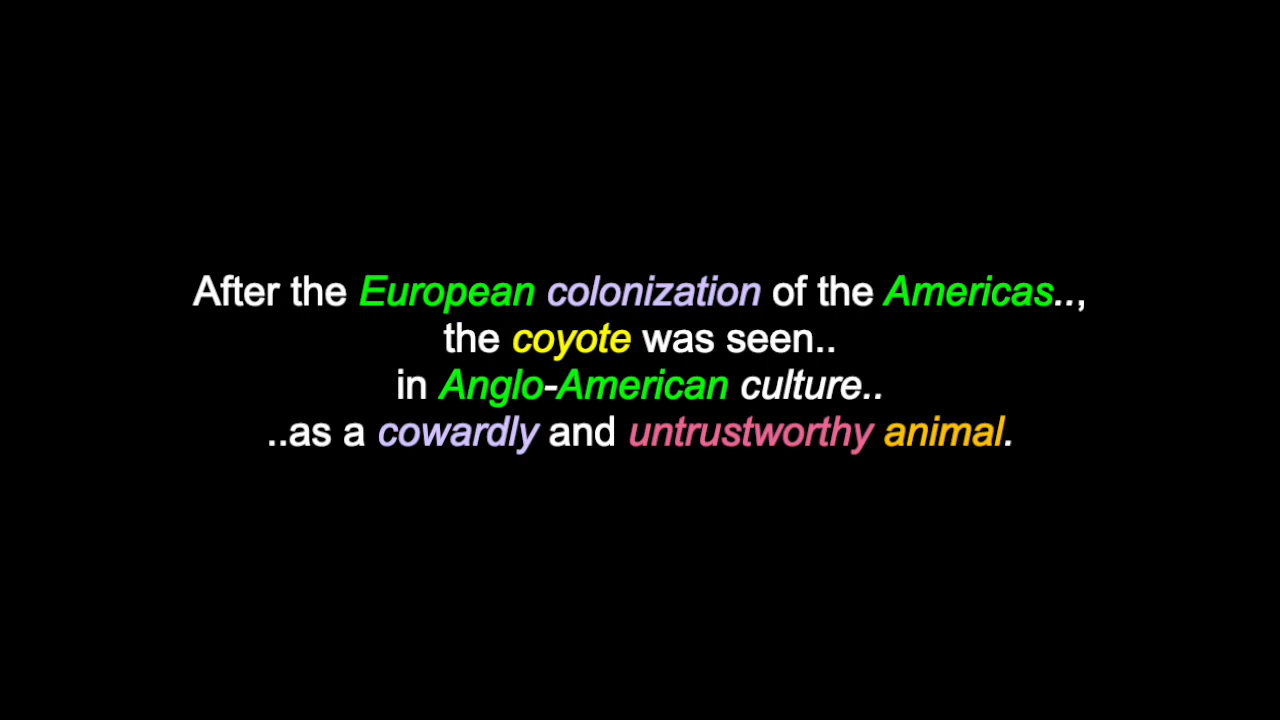 After the European colonization of the Americas..,
the coyote was seen..
in Anglo-American culture..
..as a cowardly and untrustworthy animal.